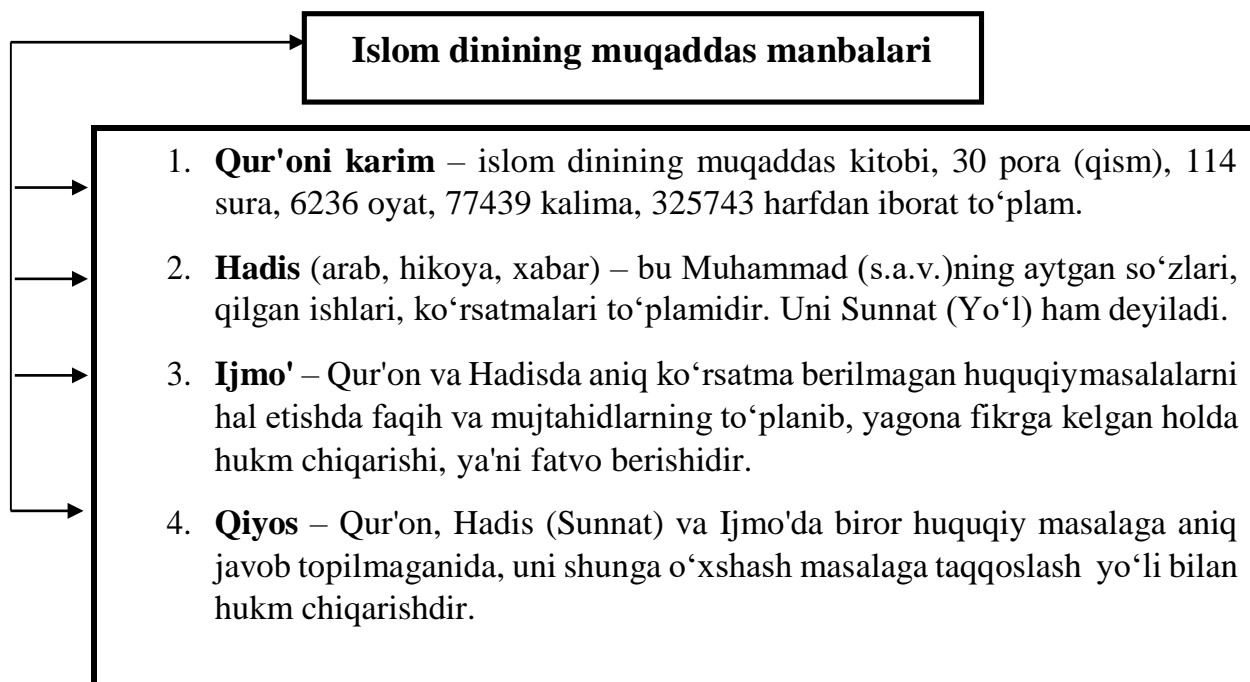 Islom dinining muqaddas manbalari
1. Qur'oni karim – islom dinining muqaddas kitobi, 30 pora (qism), 114
sura, 6236 oyat, 77439 kalima, 325743 harfdan iborat to‘plam.
2. Hadis (arab, hikoya, xabar) – bu Muhammad (s.a.v.)ning aytgan so‘zlari,
qilgan ishlari, ko‘rsatmalari to‘plamidir. Uni Sunnat (Yo‘l) ham deyiladi.
3. Ijmo' – Qur'on va Hadisda aniq ko‘rsatma berilmagan huquqiymasalalarni
hal etishda faqih va mujtahidlarning to‘planib, yagona fikrga kelgan holda
hukm chiqarishi, ya'ni fatvo berishidir.
4. Qiyos – Qur'on, Hadis (Sunnat) va Ijmo'da biror huquqiy masalaga aniq
javob topilmaganida, uni shunga o‘xshash masalaga taqqoslash yo‘li bilan
hukm chiqarishdir.